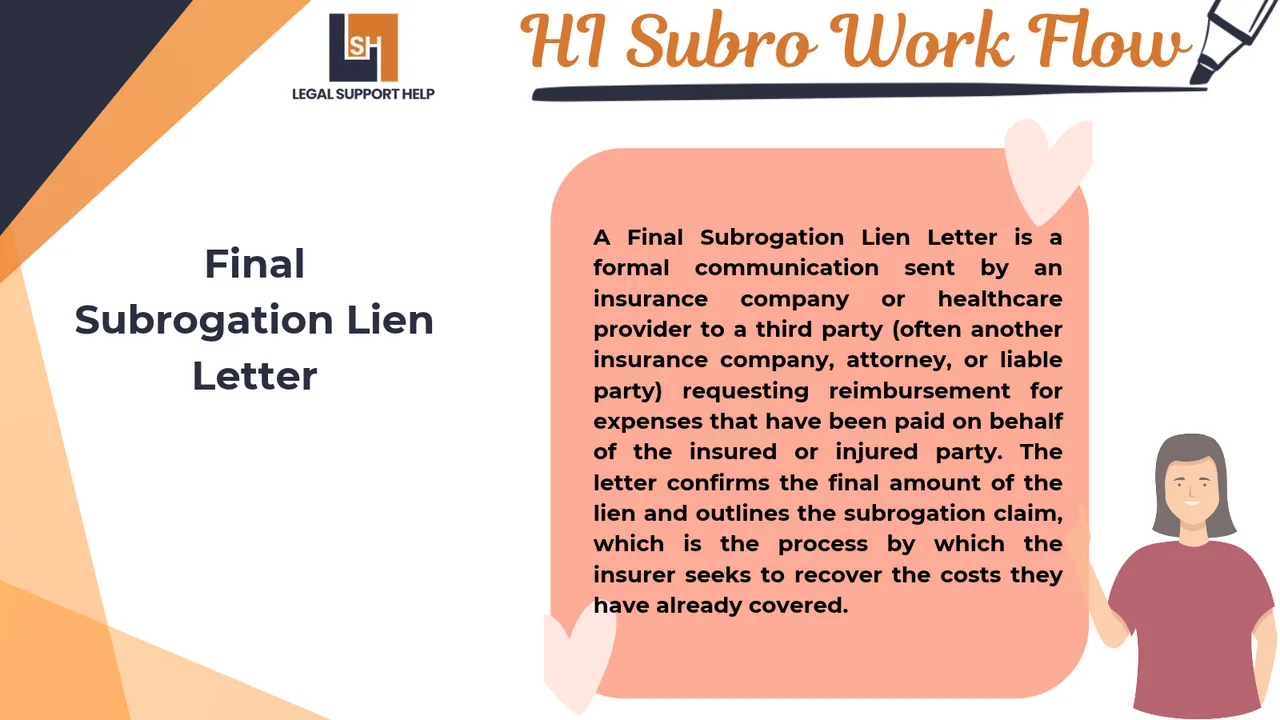 SH
LEGAL SUPPORT HELP
HI Subro Work Flow
Final
Subrogation Lien
Letter
A Final Subrogation Lien Letter is a
formal communication sent by an
insurance company or healthcare
provider to a third party (often another
insurance company, attorney, or liable
party) requesting reimbursement for
expenses that have been paid on behalf
of the insured or injured party. The
letter confirms the final amount of the
lien and outlines the subrogation claim,
which is the process by which the
insurer seeks to recover the costs they
have already covered.